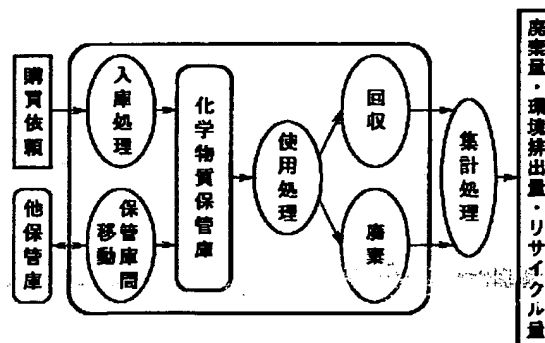 購買依頼
入庫処理
化学物質保管庫
使用処理
回収
集計処理
廃棄量・環境排出量・リサイクル量
他保管庫
保管庫間
移動
廃棄